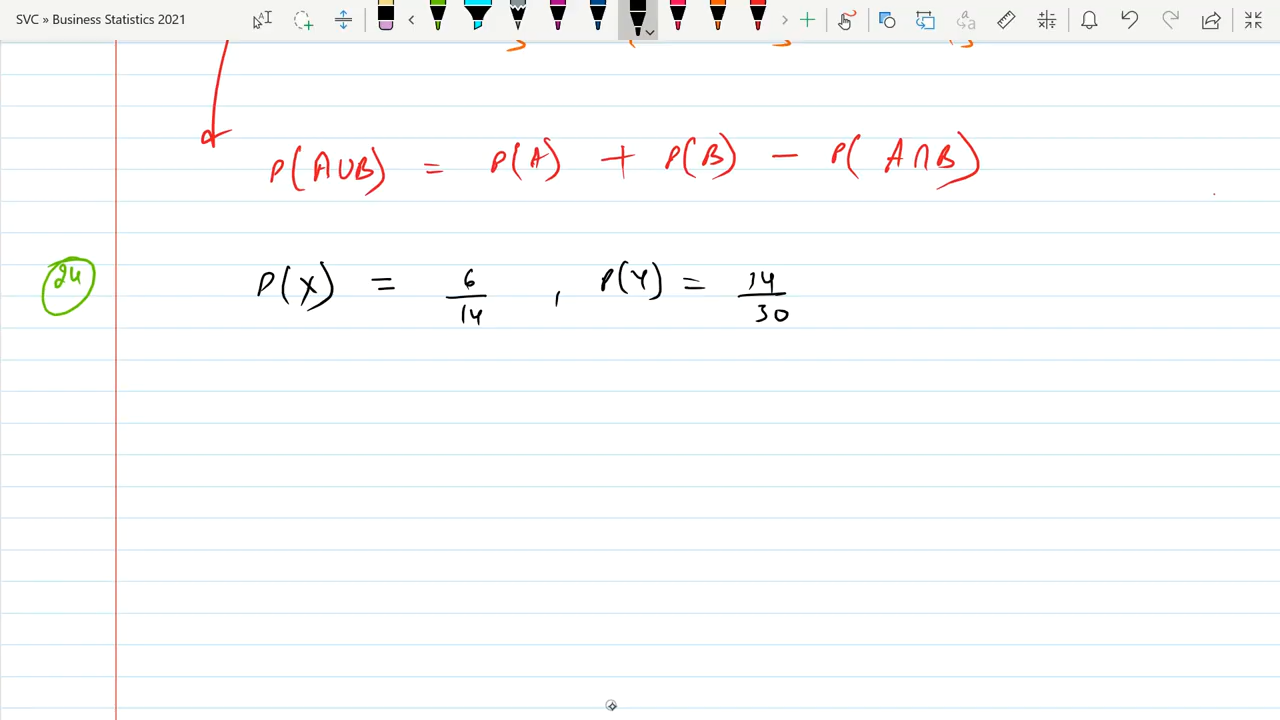 SVC » Business Statistics 2021
P(A∪B) = P(A) + P(B) - P(A∩B)
24 P(X) = 6/14 , P(Y) = 14/30